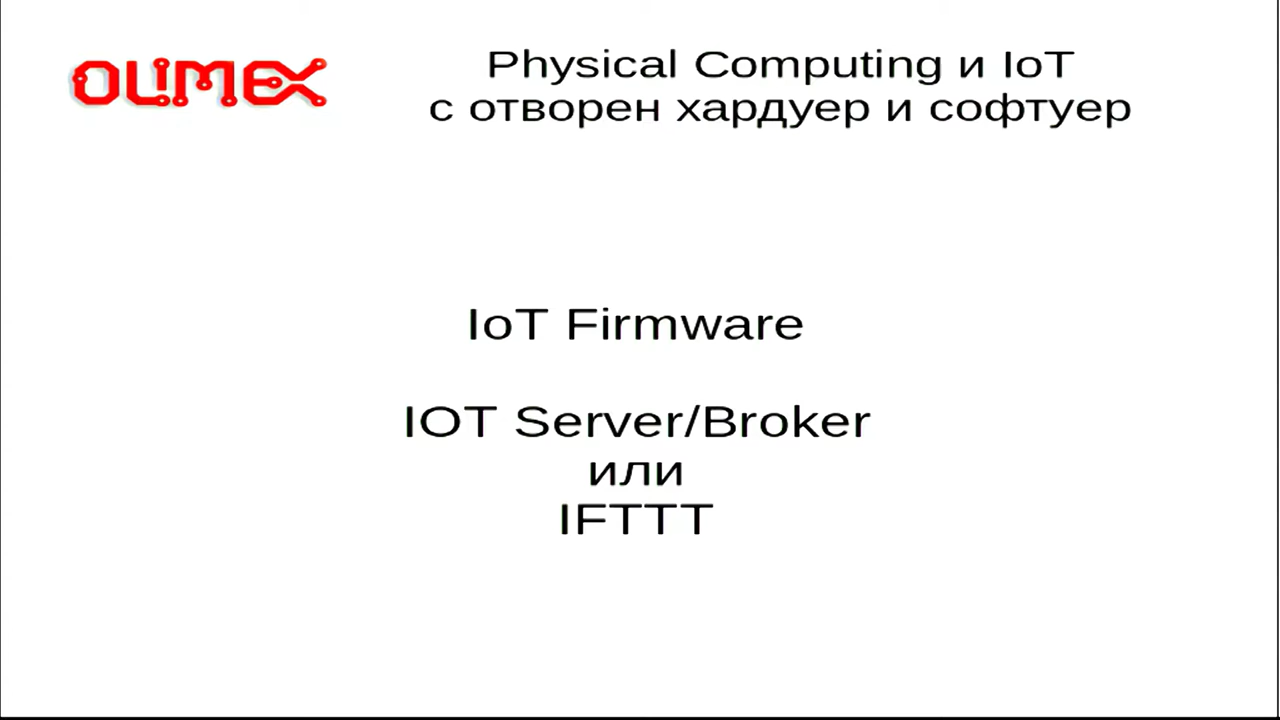 OLIMEX
Physical Computing и IoT
с отворен хардуер и софтуер
IoT Firmware
IOT Server/Broker
или
IFTTT